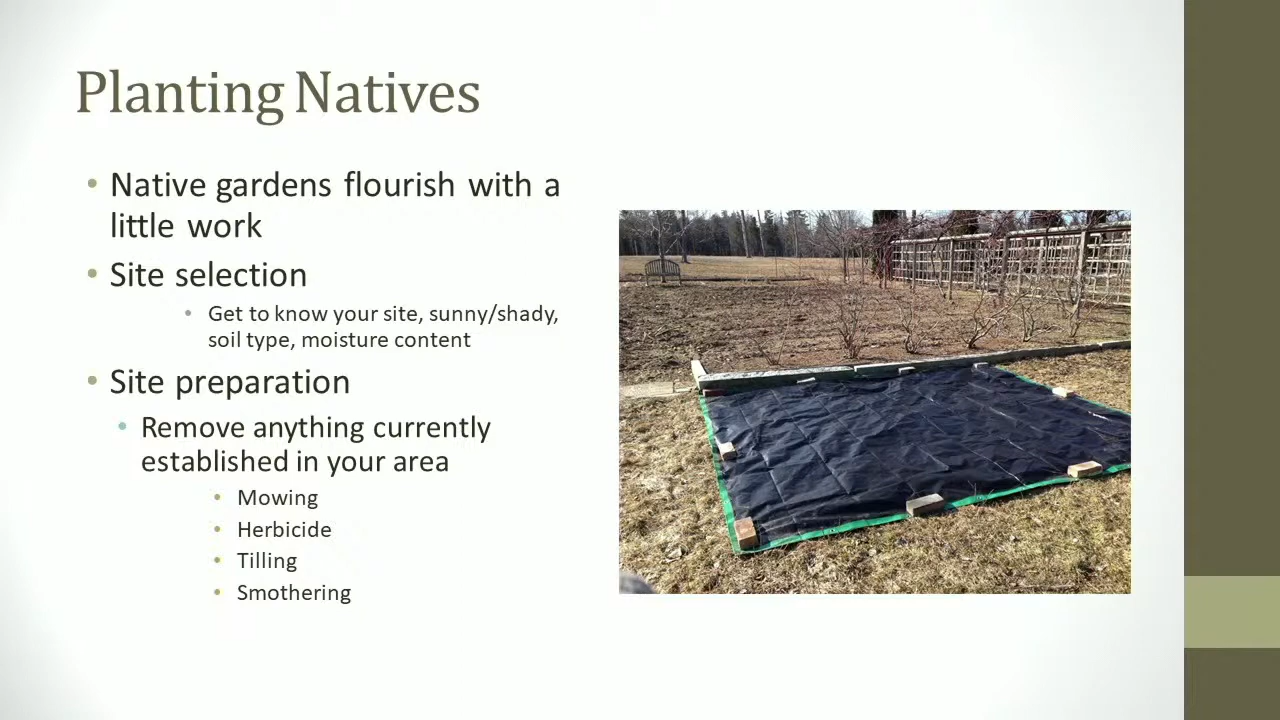 Planting Natives
• Native gardens flourish with a
little work
• Site selection
• Get to know your site, sunny/shady,
soil type, moisture content
• Site preparation
• Remove anything currently
established in your area
• Mowing
• Herbicide
• Tilling
• Smothering